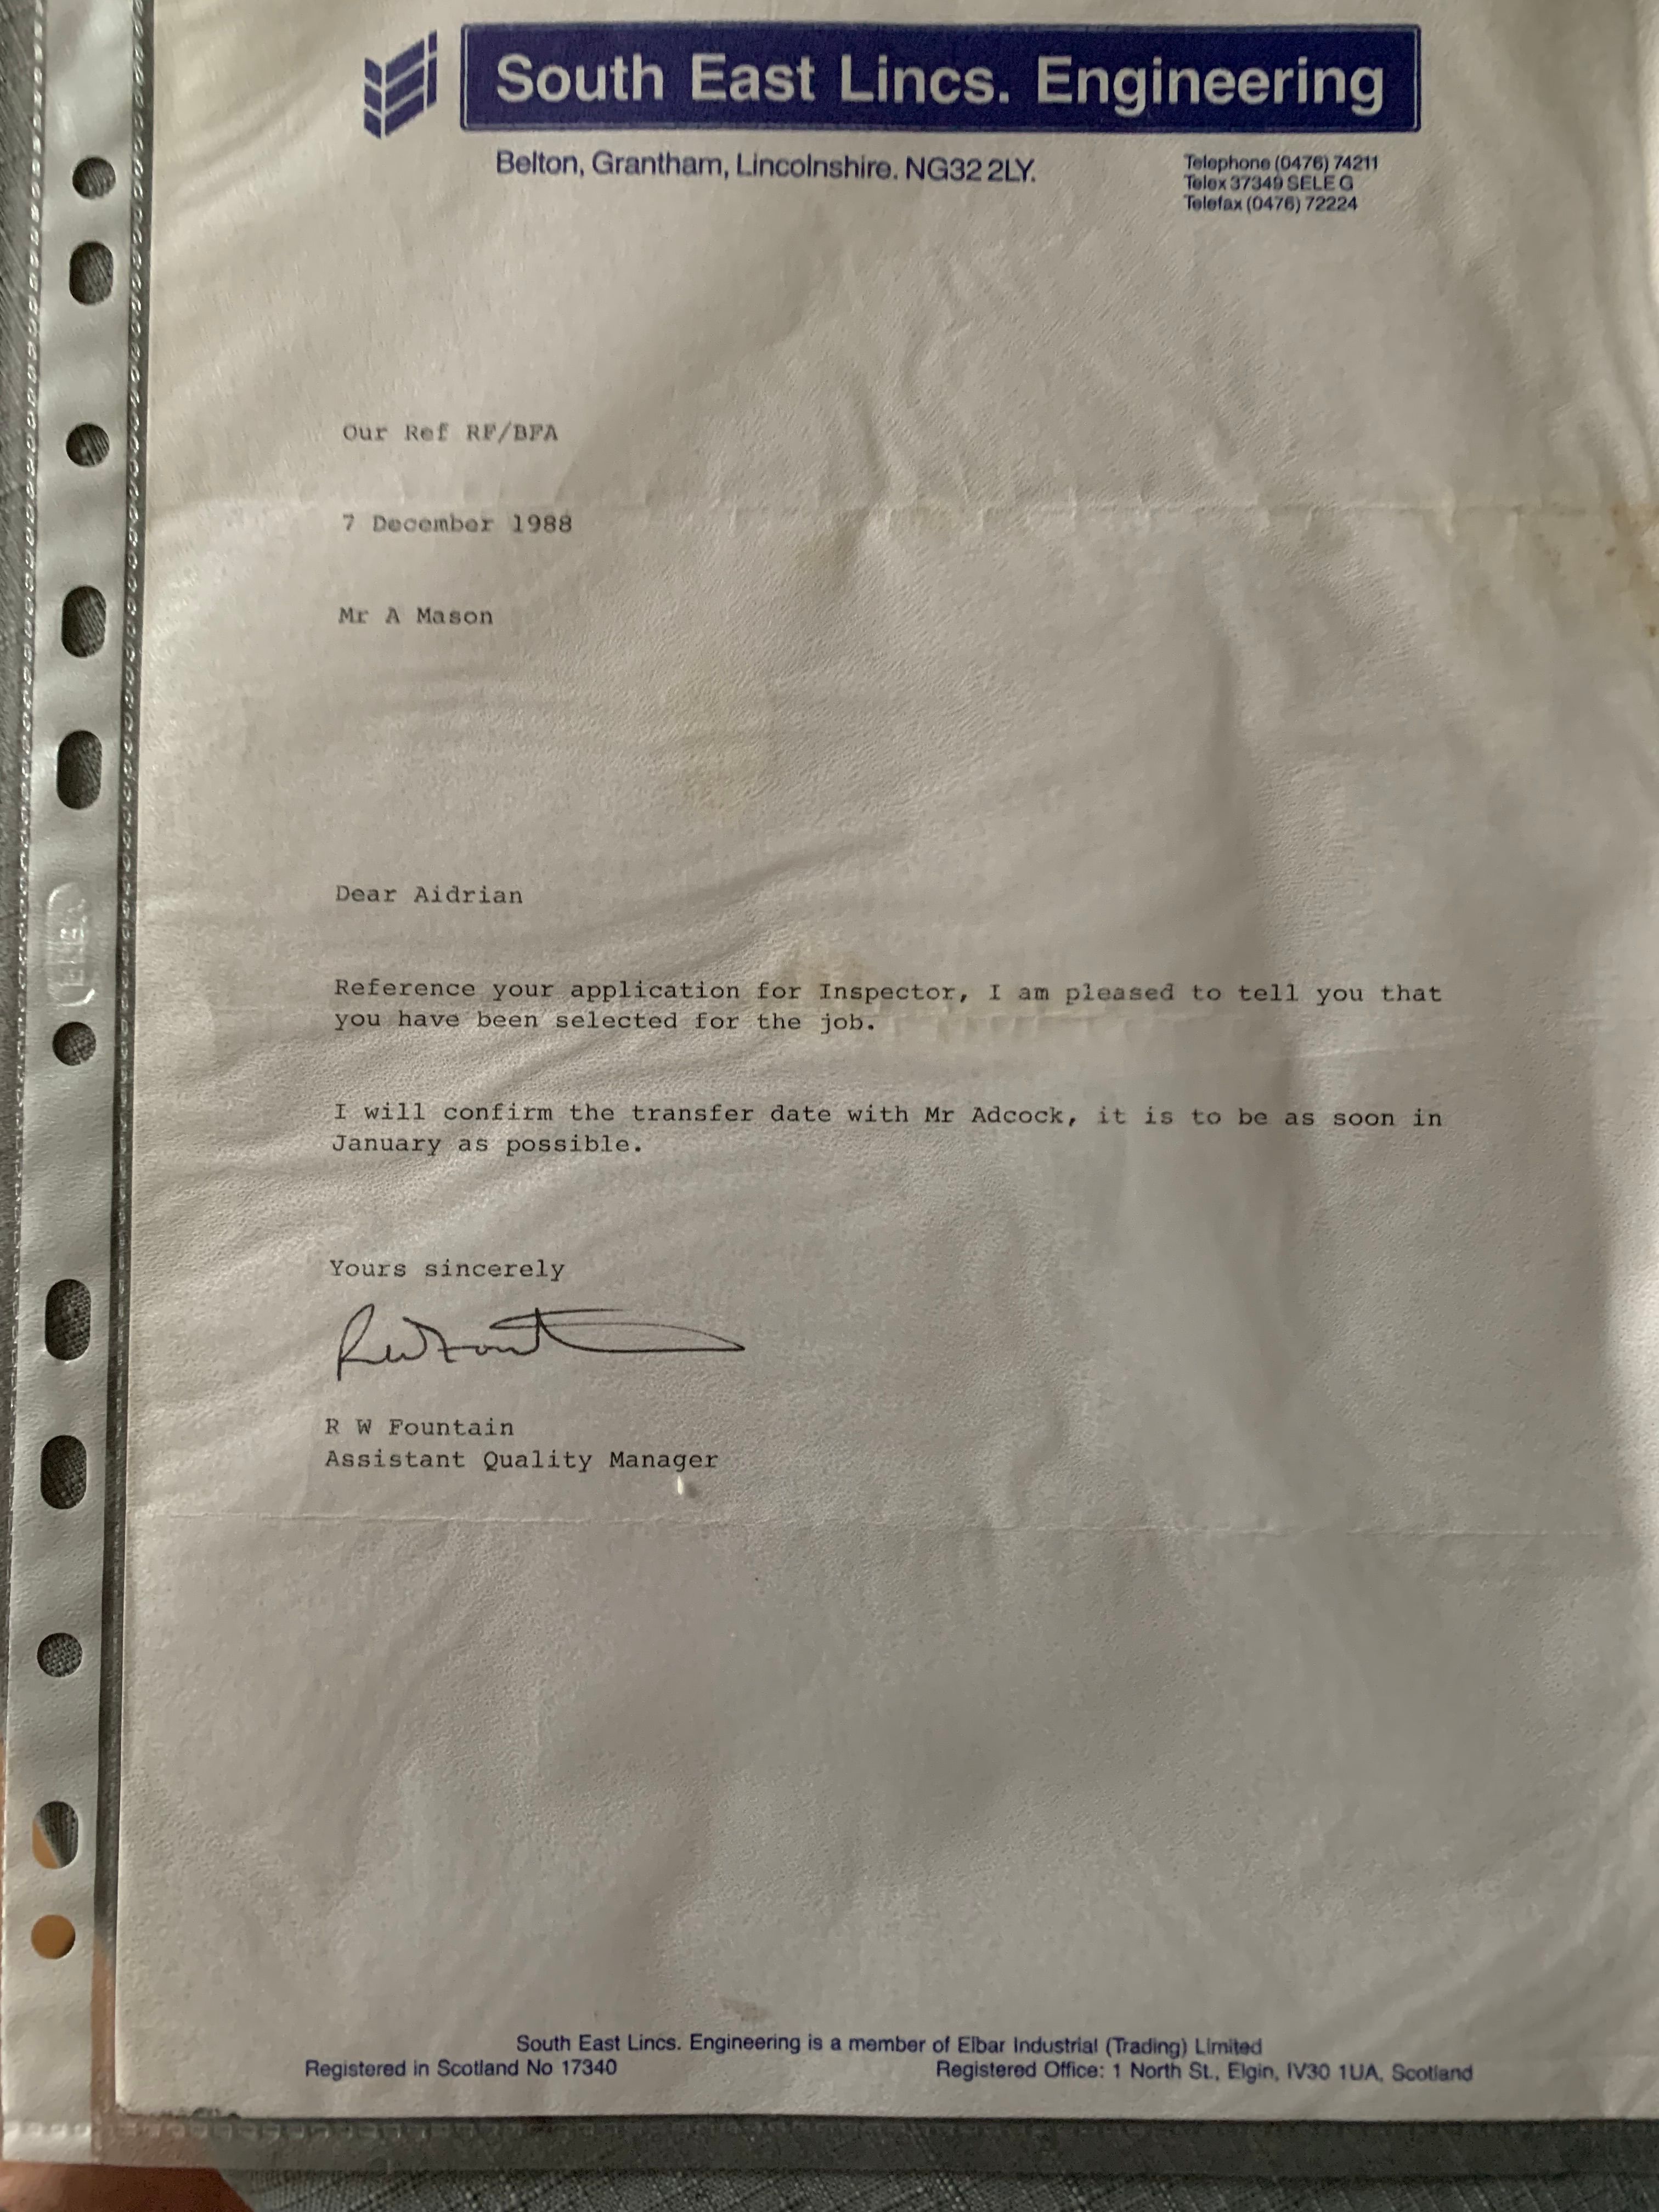 South East Lincs. Engineering
Belton, Grantham, Lincolnshire. NG32 2LY.
Telephone (0476) 74211
Telex 37349 SELE G
Telefax (0476) 72224
Our Ref RF/BFA
7 December 1988
Mr A Mason
Dear Aidrian
Reference your application for Inspector, I am pleased to tell you that
you have been selected for the job.
I will confirm the transfer date with Mr Adcock, it is to be as soon in
January as possible.
Yours sincerely
R W Fountain
Assistant Quality Manager
South East Lincs. Engineering is a member of Elbar Industrial (Trading) Limited
Registered in Scotland No 17340
Registered Office: 1 North St., Elgin, IV30 1UA, Scotland